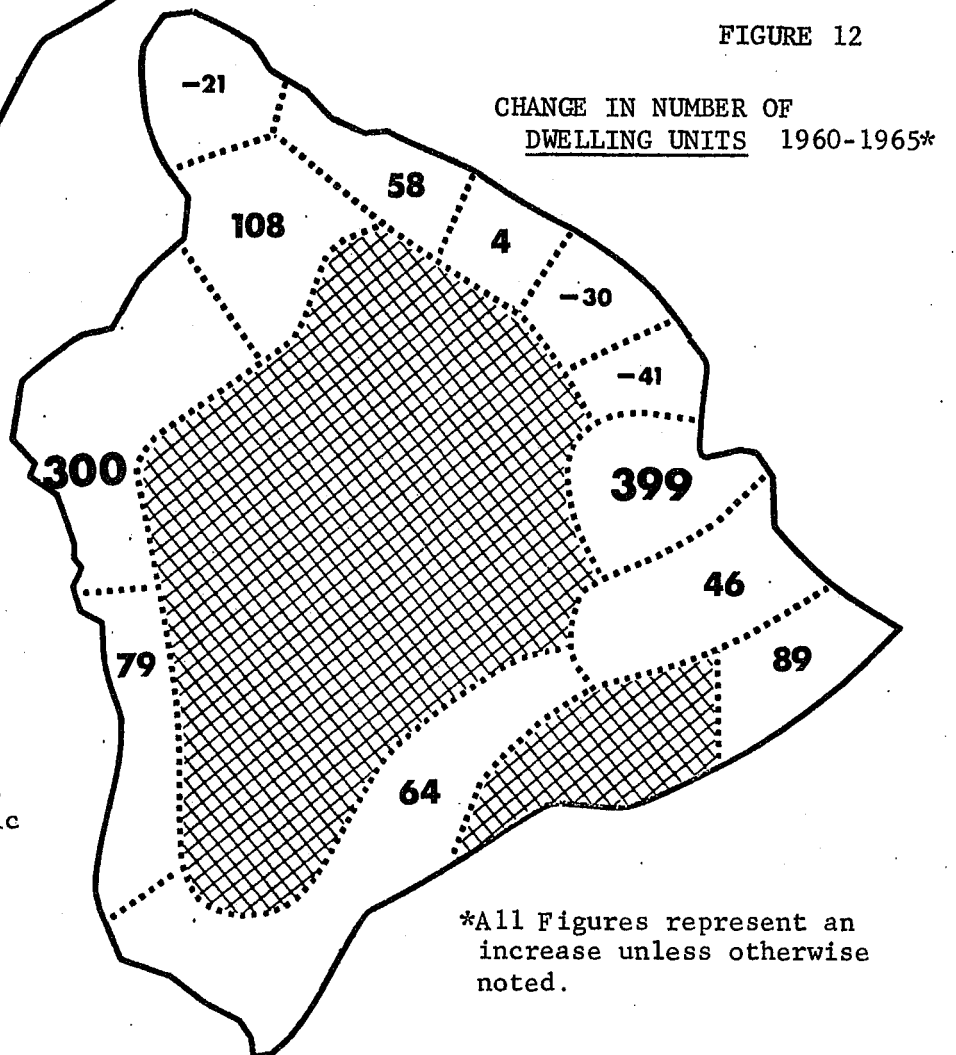 FIGURE 12
CHANGE IN NUMBER OF
DWELLING UNITS 1960-1965*
-21
58
108
4
-30
-41
300
399
46
79
89
64
*All Figures represent an
increase unless otherwise
noted.